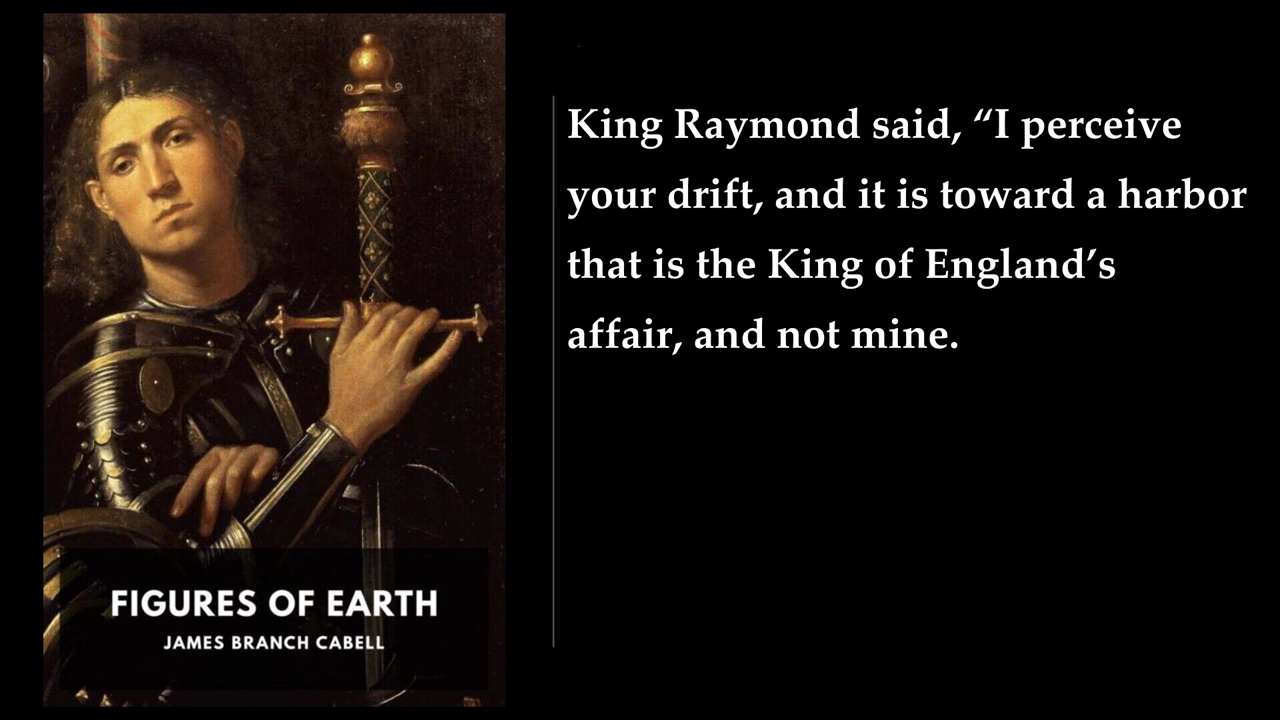 FIGURES OF EARTH
JAMES BRANCH CABELL
King Raymond said, “I perceive
your drift, and it is toward a harbor
that is the King of England’s
affair, and not mine.